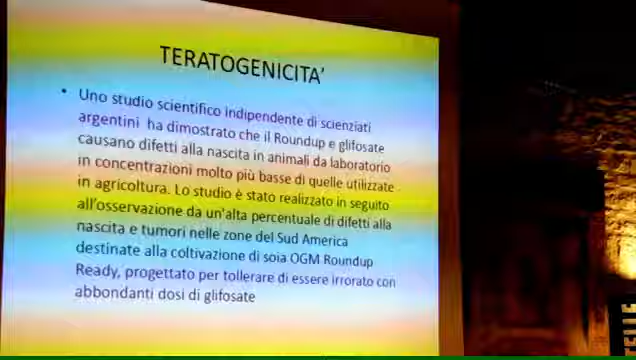 TERATOGENICITA'
• Uno studio scientifico indipendente di scienziati
argentini ha dimostrato che il Roundup e glifosate
causano difetti alla nascita in animali da laboratorio
in concentrazioni molto più basse di quelle utilizzate
in agricoltura. Lo studio è stato realizzato in seguito
all'osservazione da un'alta percentuale di difetti alla
nascita e tumori nelle zone del Sud America
destinate alla coltivazione di soia OGM Roundup
Ready, progettato per tollerare di essere irrorato con
abbondanti dosi di glifosate